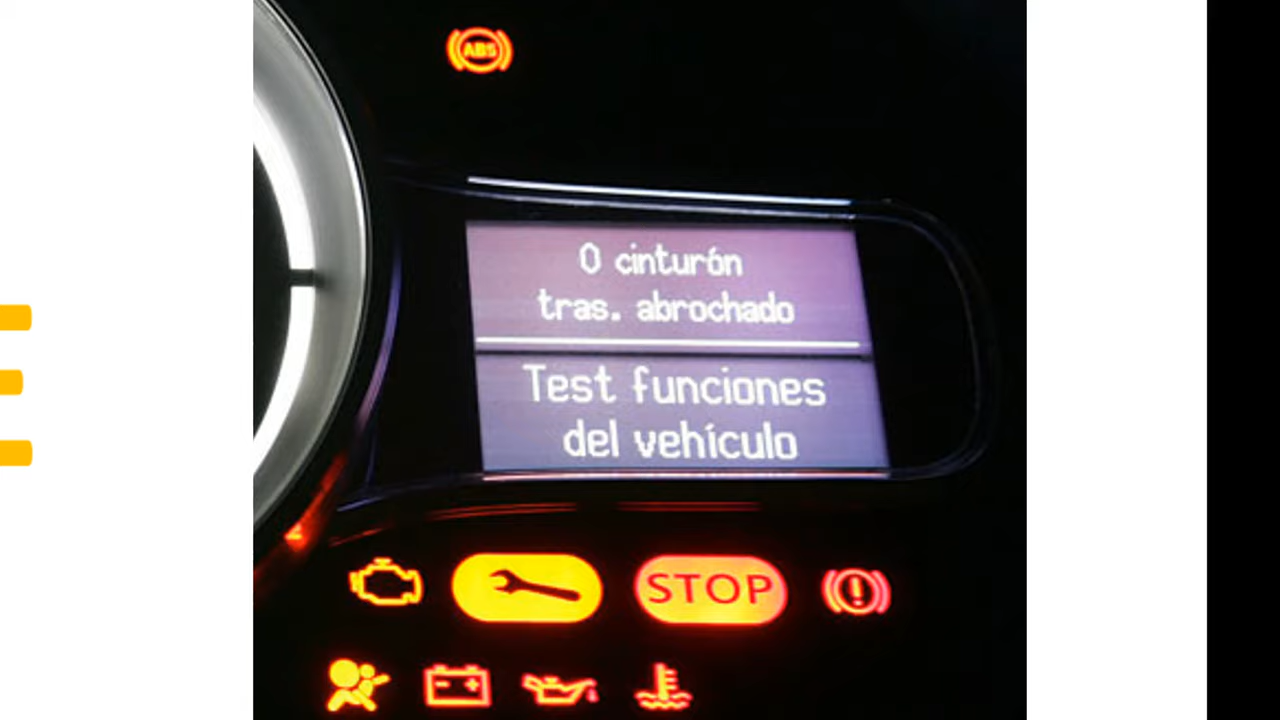 ABS
0 cinturón
tras. abrochado
Test funciones
del vehículo
STOP